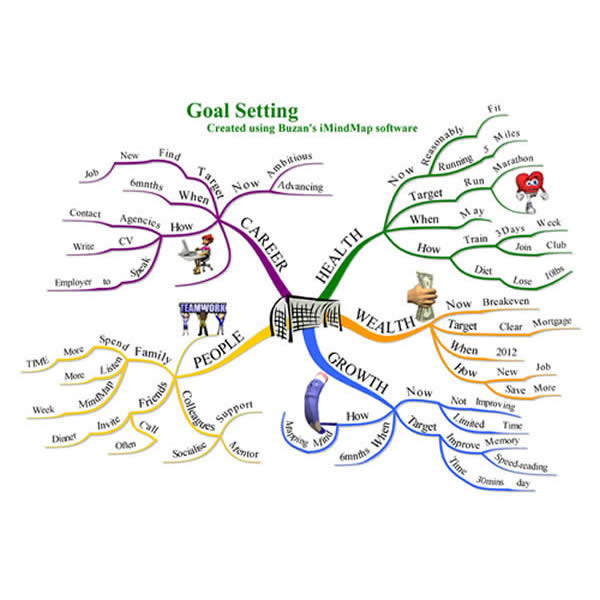 Goal Setting
Created using Buzan's iMindMap software
CAREER
Now
Ambitious
Advancing
Target
Find New Job
When
6mnths
How
Agencies
Contact
CV
Write
Speak to Employer
HEALTH
Now
Reasonably Fit
Running 5 Miles
Target
Run Marathon
When
May
How
Train
3Days Week
Join Club
Diet
Lose 10lbs
WEALTH
Now
Breakeven
Target
Clear Mortgage
When
2012
How
New Job
Save More
GROWTH
Now
Not Improving
Limited Time
Target
Improve Memory
Speed-reading
Time 30mins day
When
6mnths
How
Mind Mapping
PEOPLE
TEAMWORK
Family
Spend More TIME
Listen More
MindMap Week
Friends
Invite Dinner
Call Often
Colleagues
Support
Mentor
Socialise